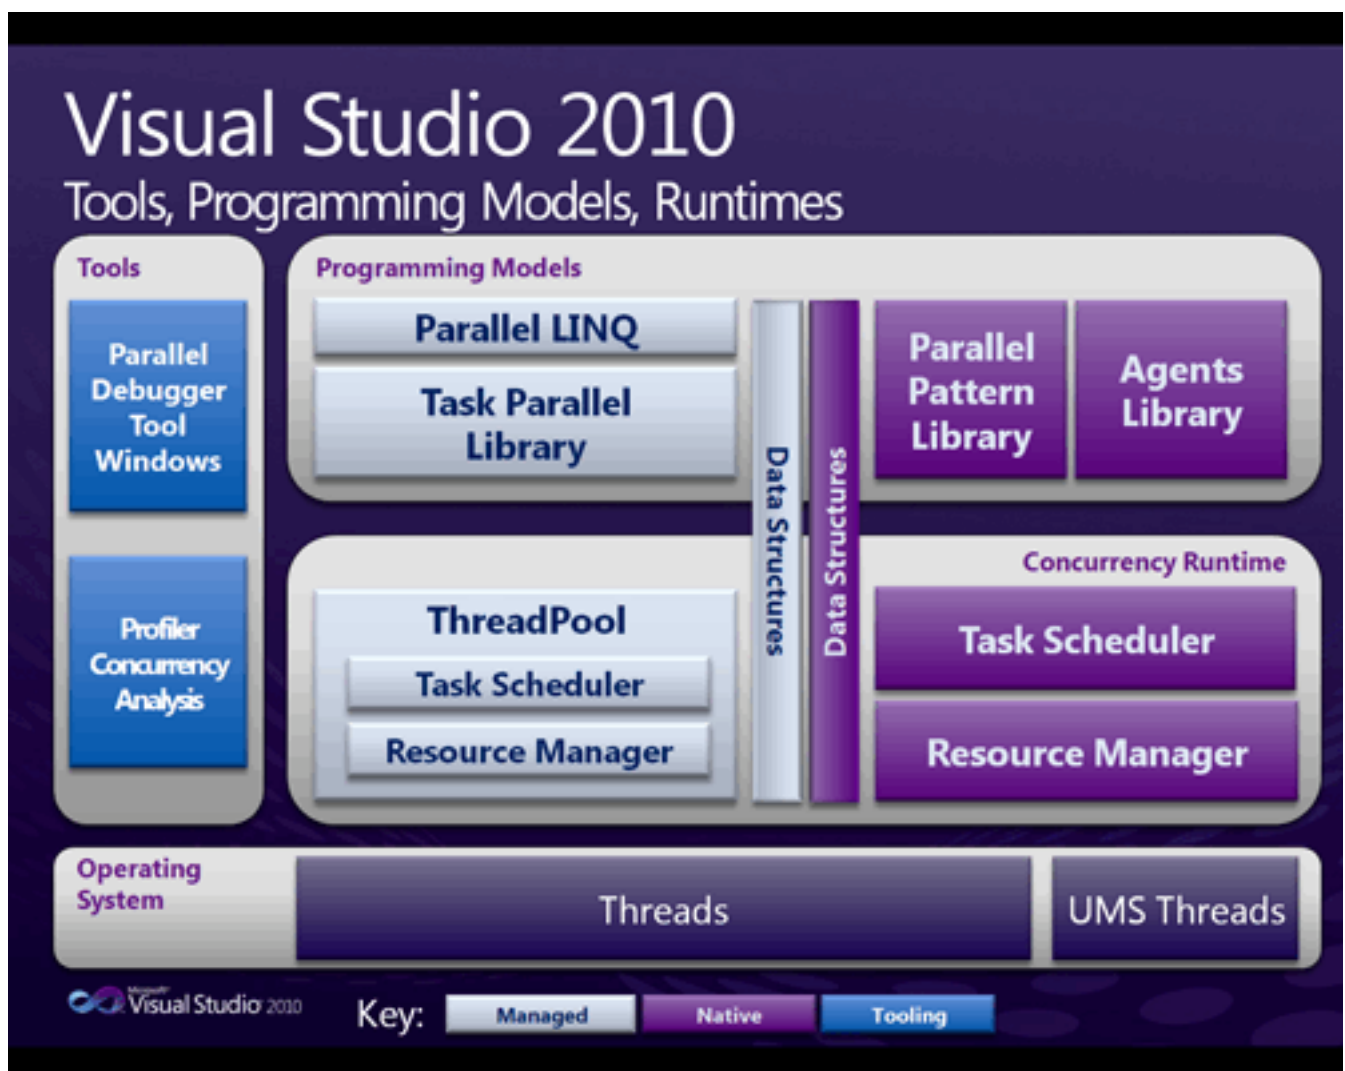 Visual Studio 2010
Tools, Programming Models, Runtimes
Tools
Parallel
Debugger
Tool
Windows
Profiler
Concurrency
Analysis
Programming Models
Parallel LINQ
Task Parallel
Library
Data Structures
Data Structures
Parallel
Pattern
Library
Agents
Library
Concurrency Runtime
ThreadPool
Task Scheduler
Resource Manager
Task Scheduler
Resource Manager
Operating
System
Threads
UMS Threads
Microsoft
Visual Studio 2010
Key:
Managed
Native
Tooling